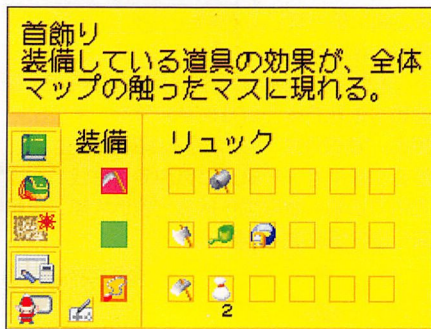 首飾り
装備している道具の効果が、全体
マップの触ったマスに現れる。
装備 リュック
2